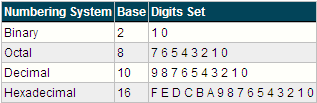 Numbering System Base Digits Set
Binary 2 1 0
Octal 8 7 6 5 4 3 2 1 0
Decimal 10 9 8 7 6 5 4 3 2 1 0
Hexadecimal 16 F E D C B A 9 8 7 6 5 4 3 2 1 0